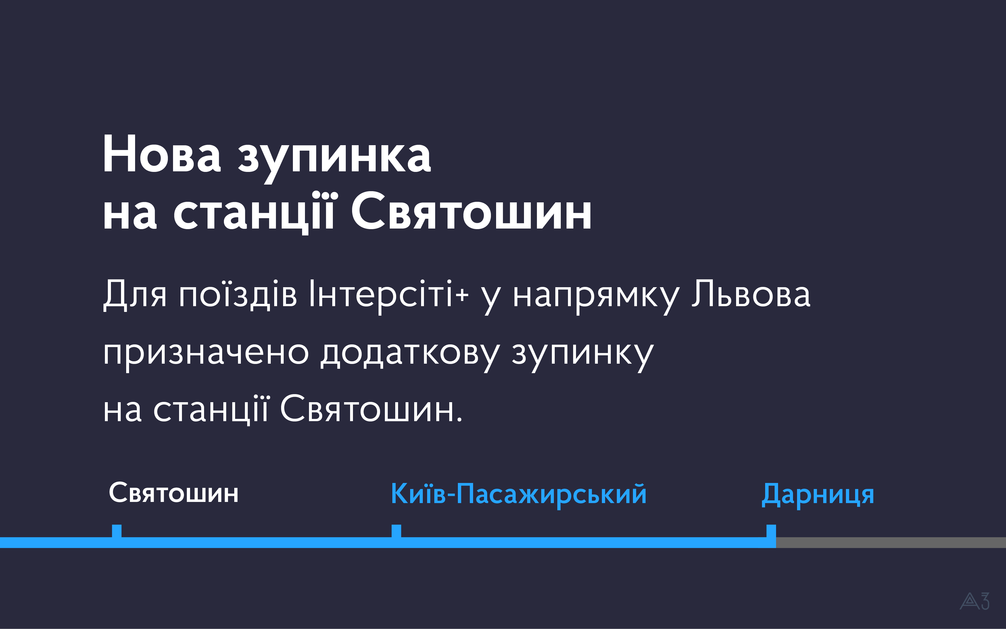 Нова зупинка
на станції Святошин
Для поїздів Інтерсіті+ у напрямку Львова
призначено додаткову зупинку
на станції Святошин.
Святошин Київ-Пасажирський Дарниця